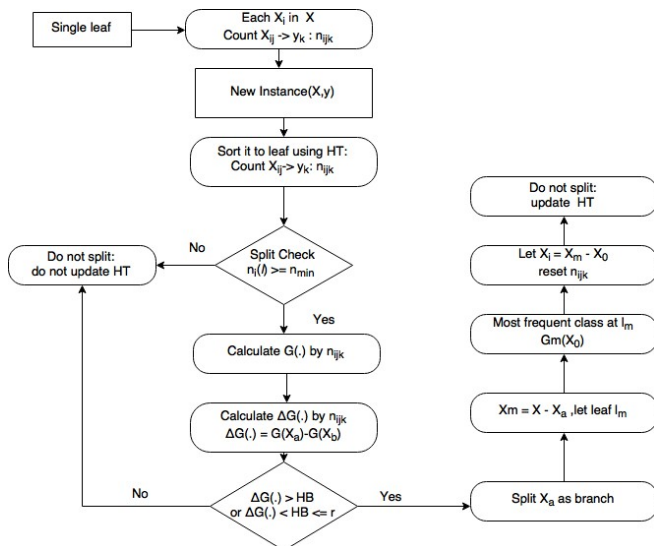 Single leaf
Each Xi in X
Count Xij -> yk : nijk
New Instance(X,y)
Sort it to leaf using HT:
Count Xij-> yk: nijk
Split Check
ni(l) >= nmin
No
Do not split:
do not update HT
Yes
Calculate G(.) by nijk
Calculate ΔG(.) by nijk
ΔG(.) = G(Xa)-G(Xb)
ΔG(.) > HB
or ΔG(.) < HB <= r
No
Yes
Split Xa as branch
Xm = X - Xa ,let leaf lm
Most frequent class at lm
Gm(X0)
Let Xi = Xm - X0
reset nijk
Do not split:
update HT